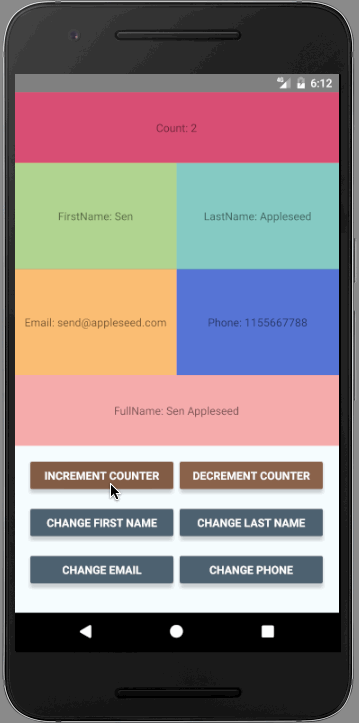 6:12
Count: 2
FirstName: Sen
LastName: Appleseed
Email: send@appleseed.com
Phone: 1155667788
FullName: Sen Appleseed
INCREMENT COUNTER
DECREMENT COUNTER
CHANGE FIRST NAME
CHANGE LAST NAME
CHANGE EMAIL
CHANGE PHONE